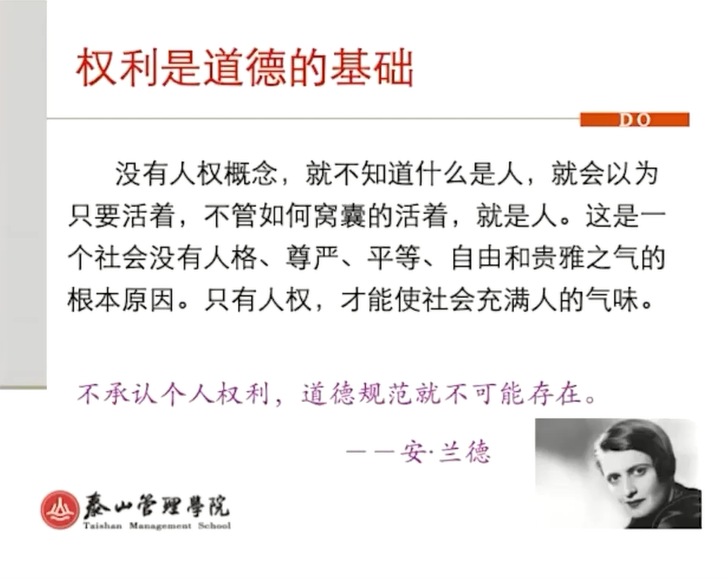 权利是道德的基础
DO
没有人权概念，就不知道什么是人，就会以为
只要活着，不管如何窝囊的活着，就是人。这是一
个社会没有人格、尊严、平等、自由和贵雅之气的
根本原因。只有人权，才能使社会充满人的气味。
不承认个人权利，道德规范就不可能存在。
——安·兰德
泰山管理學院
Taishan Management School